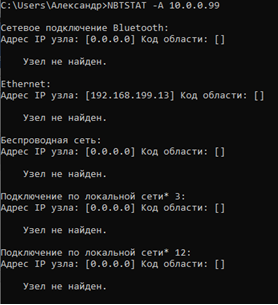 C:\Users\Александр>NBTSTAT -A 10.0.0.99
Сетевое подключение Bluetooth:
Адрес IP узла: [0.0.0.0] Код области: []
Узел не найден.
Ethernet:
Адрес IP узла: [192.168.199.13] Код области: []
Узел не найден.
Беспроводная сеть:
Адрес IP узла: [0.0.0.0] Код области: []
Узел не найден.
Подключение по локальной сети* 3:
Адрес IP узла: [0.0.0.0] Код области: []
Узел не найден.
Подключение по локальной сети* 12:
Адрес IP узла: [0.0.0.0] Код области: []
Узел не найден.